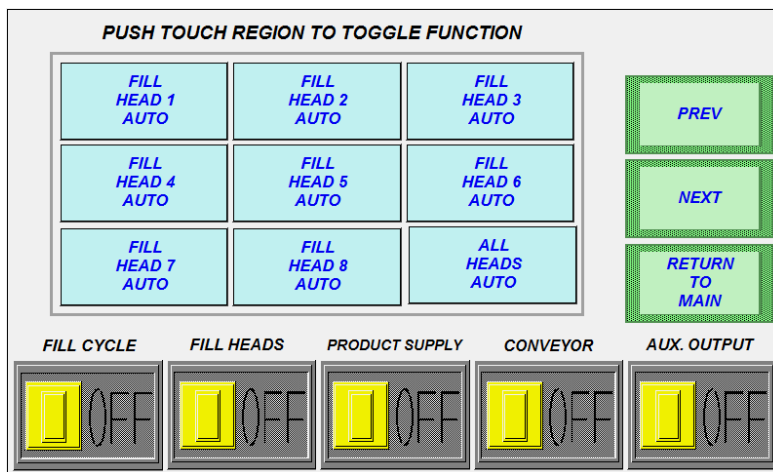 PUSH TOUCH REGION TO TOGGLE FUNCTION
FILL
HEAD 1
AUTO
FILL
HEAD 2
AUTO
FILL
HEAD 3
AUTO
FILL
HEAD 4
AUTO
FILL
HEAD 5
AUTO
FILL
HEAD 6
AUTO
FILL
HEAD 7
AUTO
FILL
HEAD 8
AUTO
ALL
HEADS
AUTO
PREV
NEXT
RETURN
TO
MAIN
FILL CYCLE
OFF
FILL HEADS
OFF
PRODUCT SUPPLY
OFF
CONVEYOR
OFF
AUX. OUTPUT
OFF